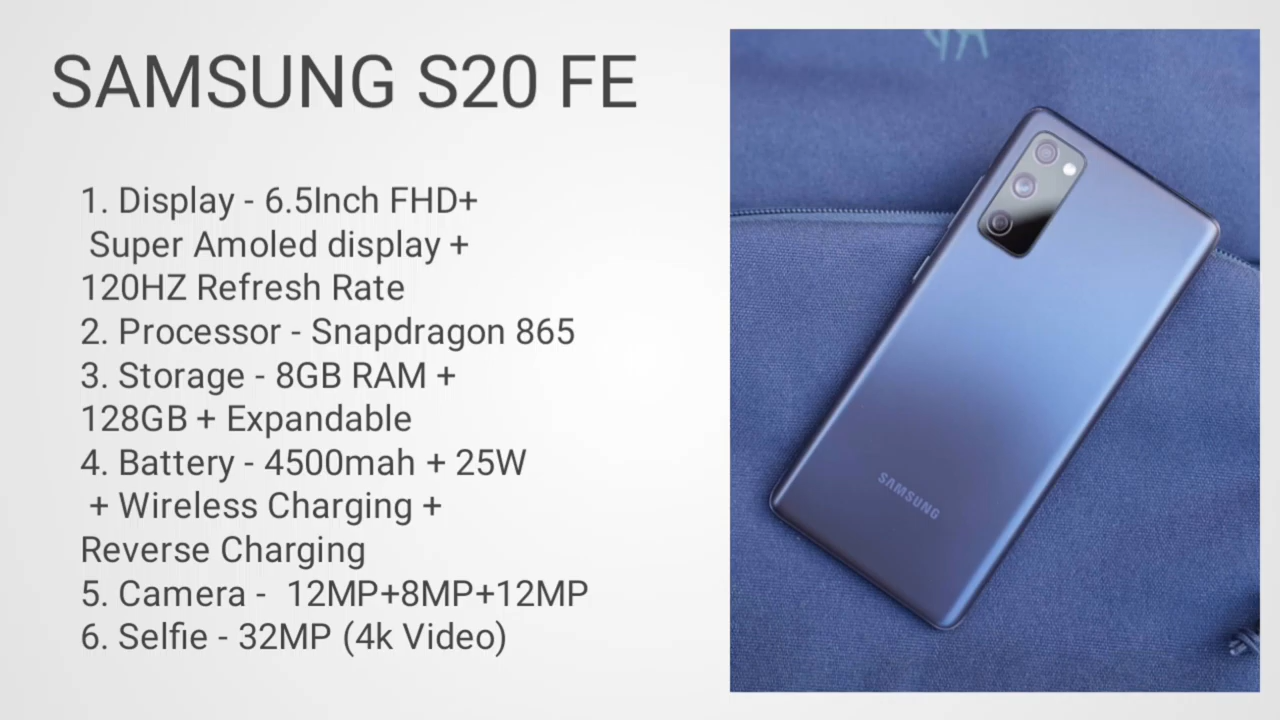 SAMSUNG S20 FE
1. Display - 6.5Inch FHD+
Super Amoled display +
120HZ Refresh Rate
2. Processor - Snapdragon 865
3. Storage - 8GB RAM +
128GB + Expandable
4. Battery - 4500mah + 25W
+ Wireless Charging +
Reverse Charging
5. Camera - 12MP+8MP+12MP
6. Selfie - 32MP (4k Video)
SAMSUNG